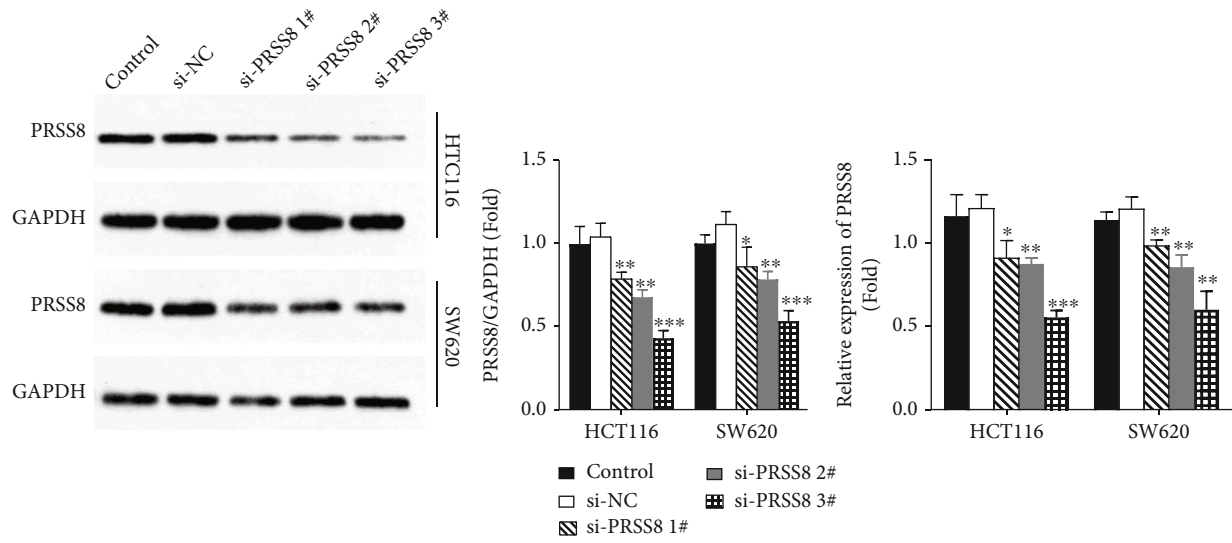 Control
si-NC
si-PRSS8 1#
si-PRSS8 2#
si-PRSS8 3#
PRSS8
GAPDH
HTC116
PRSS8
GAPDH
SW620
PRSS8/GAPDH (Fold)
1.5
1.0
0.5
0.0
**
**
***
*
**
***
HCT116
SW620
Relative expression of PRSS8
(Fold)
1.5
1.0
0.5
0.0
*
**
***
**
**
**
HCT116
SW620
Control
si-NC
si-PRSS8 1#
si-PRSS8 2#
si-PRSS8 3#